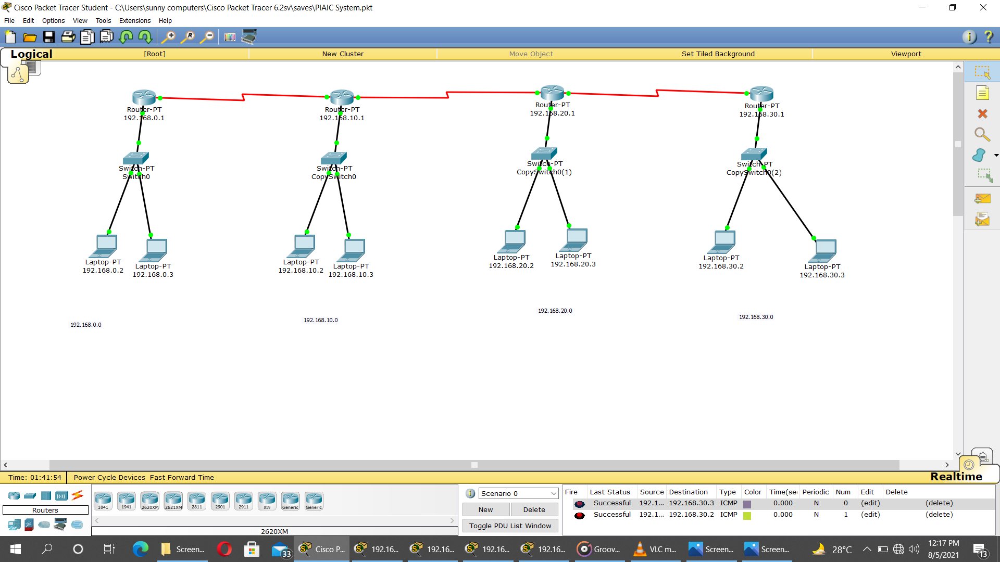 Cisco Packet Tracer Student - C:\Users\sunny computers\Cisco Packet Tracer 6.2sv\saves\PIAIC System.pkt
File Edit Options View Tools Extensions Help
Logical [Root] New Cluster Move Object Set Tiled Background Viewport
Router-PT
192.168.0.1
Router-PT
192.168.10.1
Router-PT
192.168.20.1
Router-PT
192.168.30.1
Switch-PT
Switch0
Switch-PT
CopySwitch0
Switch-PT
CopySwitch0(1)
Switch-PT
CopySwitch0(2)
Laptop-PT
192.168.0.2
Laptop-PT
192.168.0.3
Laptop-PT
192.168.10.2
Laptop-PT
192.168.10.3
Laptop-PT
192.168.20.2
Laptop-PT
192.168.20.3
Laptop-PT
192.168.30.2
Laptop-PT
192.168.30.3
192.168.0.0
192.168.10.0
192.168.20.0
192.168.30.0
Time: 01:41:54 Power Cycle Devices Fast Forward Time
Realtime
Routers
1841 1941 2620XM 2621XM 2811 2901 2911 819 Generic Generic
2620XM
Scenario 0
New Delete
Toggle PDU List Window
Fire Last Status Source Destination Type Color Time(sec Periodic Num Edit Delete
Successful 192.1... 192.168.30.3 ICMP 0.000 N 0 (edit) (delete)
Successful 192.1... 192.168.30.2 ICMP 0.000 N 1 (edit) (delete)
Screen... 33 Cisco P... 192.16... 192.16... 192.16... 192.16... Groov... VLC m... Screen... Screen... 28°C
12:17 PM
8/5/2021
13